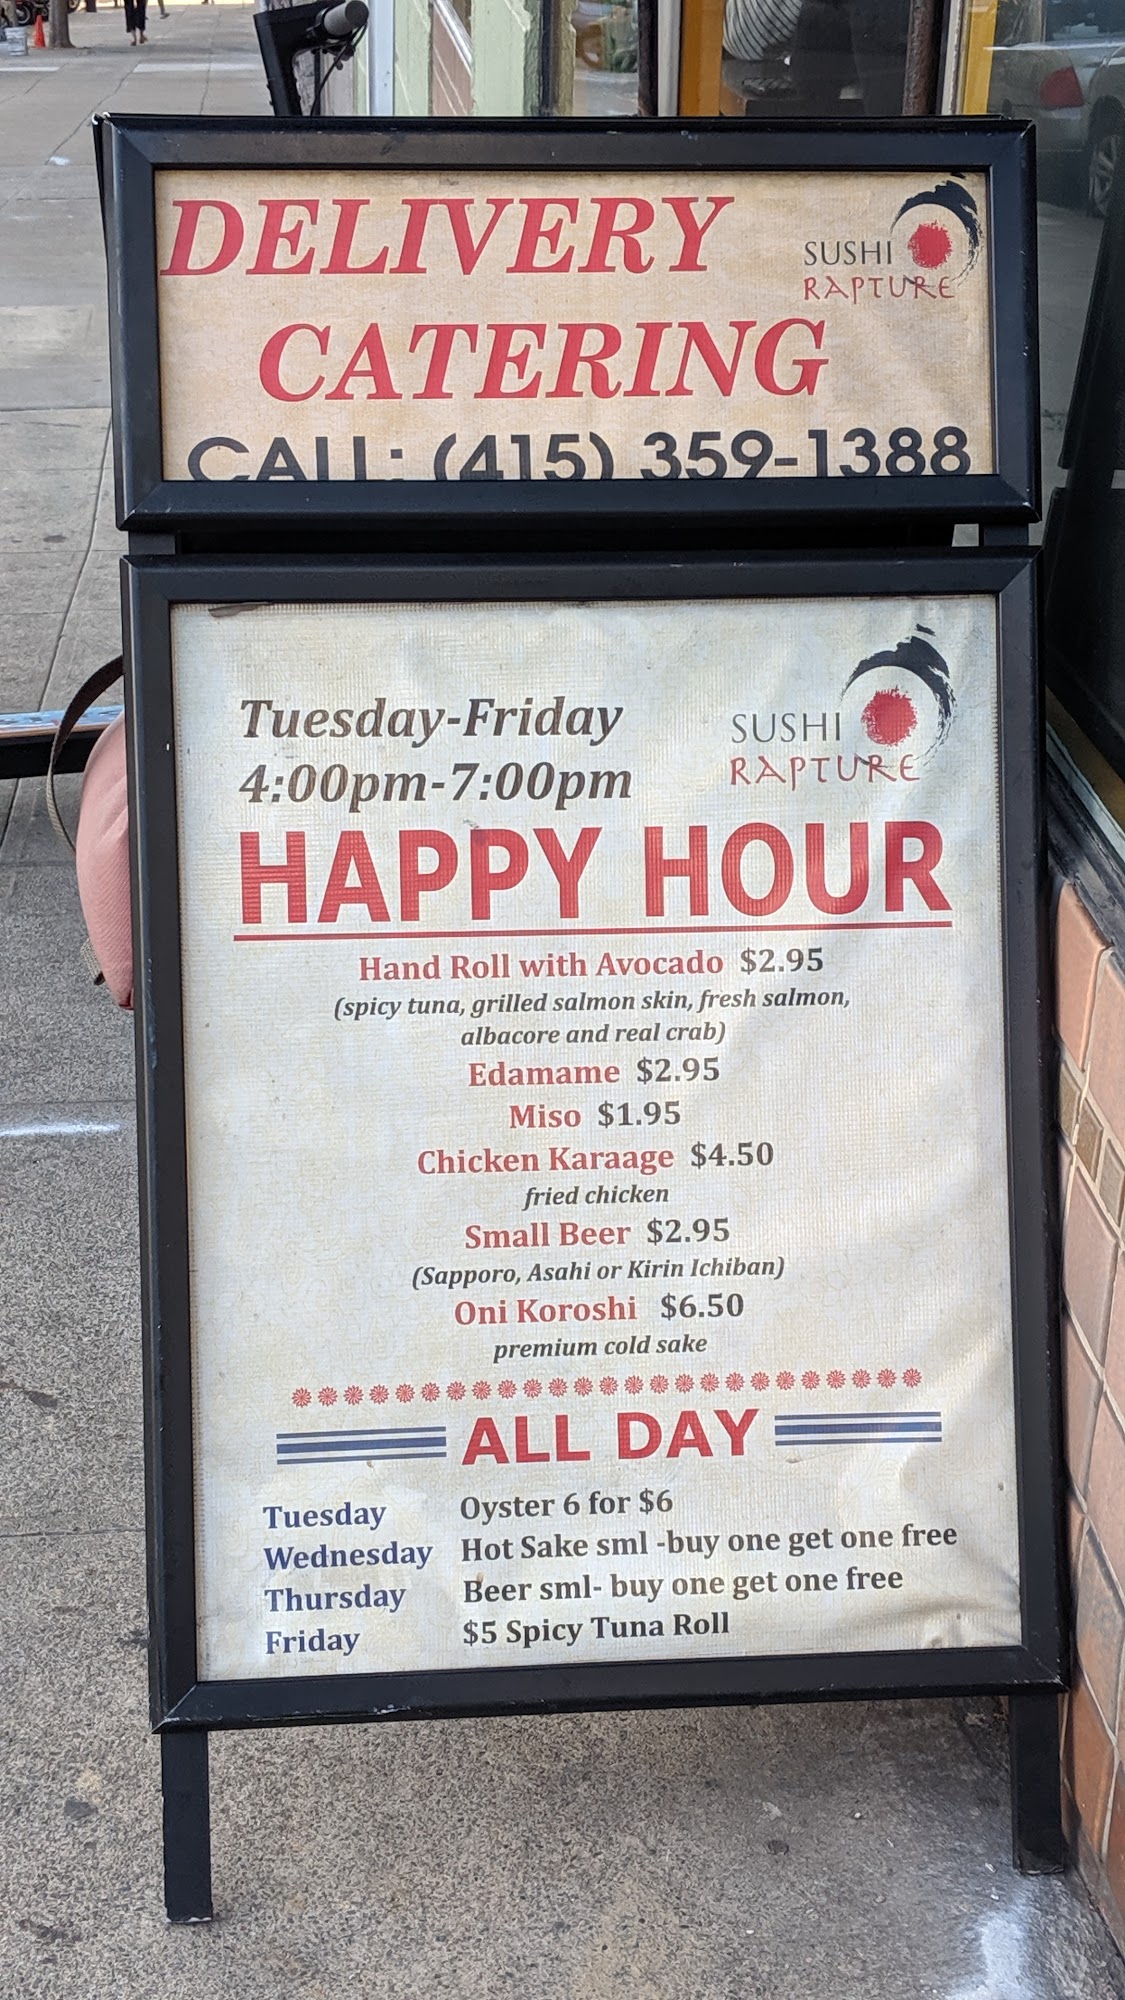 DELIVERY
SUSHI
RAPTURE
CATERING
CALL: (415) 359-1388
Tuesday-Friday
4:00pm-7:00pm
SUSHI
RAPTURE
HAPPY HOUR
Hand Roll with Avocado $2.95
(spicy tuna, grilled salmon skin, fresh salmon,
albacore and real crab)
Edamame $2.95
Miso $1.95
Chicken Karaage $4.50
fried chicken
Small Beer $2.95
(Sapporo, Asahi or Kirin Ichiban)
Oni Koroshi $6.50
premium cold sake
ALL DAY
Tuesday Oyster 6 for $6
Wednesday Hot Sake sml -buy one get one free
Thursday Beer sml- buy one get one free
Friday $5 Spicy Tuna Roll